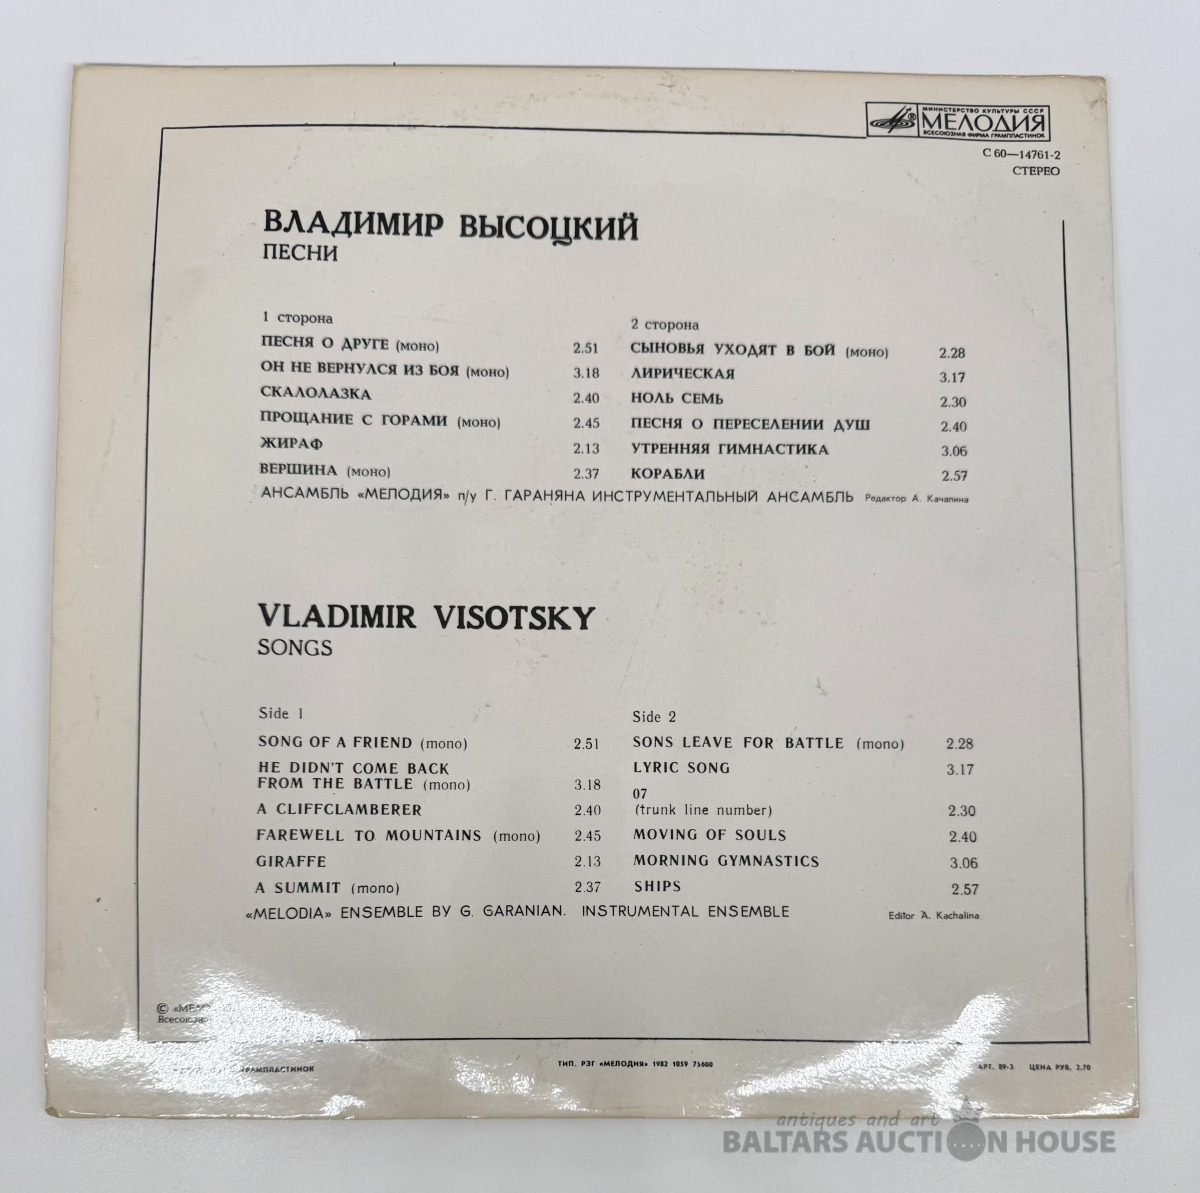 МИНИСТЕРСТВО КУЛЬТУРЫ СССР
МЕЛОДИЯ
ВСЕСОЮЗНАЯ ФИРМА ГРАМПЛАСТИНОК
С 60—14761-2
СТЕРЕО
ВЛАДИМИР ВЫСОЦКИЙ
ПЕСНИ
1 сторона
ПЕСНЯ О ДРУГЕ (моно) 2.51
ОН НЕ ВЕРНУЛСЯ ИЗ БОЯ (моно) 3.18
СКАЛОЛАЗКА 2.40
ПРОЩАНИЕ С ГОРАМИ (моно) 2.45
ЖИРАФ 2.13
ВЕРШИНА (моно) 2.37
2 сторона
СЫНОВЬЯ УХОДЯТ В БОЙ (моно) 2.28
ЛИРИЧЕСКАЯ 3.17
НОЛЬ СЕМЬ 2.30
ПЕСНЯ О ПЕРЕСЕЛЕНИИ ДУШ 2.40
УТРЕННЯЯ ГИМНАСТИКА 3.06
КОРАБЛИ 2.57
АНСАМБЛЬ «МЕЛОДИЯ» п/у Г. ГАРАНЯНА ИНСТРУМЕНТАЛЬНЫЙ АНСАМБЛЬ Редактор А. Качалина
VLADIMIR VISOTSKY
SONGS
Side 1
SONG OF A FRIEND (mono) 2.51
HE DIDN'T COME BACK
FROM THE BATTLE (mono) 3.18
A CLIFFCLAMBERER 2.40
FAREWELL TO MOUNTAINS (mono) 2.45
GIRAFFE 2.13
A SUMMIT (mono) 2.37
Side 2
SONS LEAVE FOR BATTLE (mono) 2.28
LYRIC SONG 3.17
07
(trunk line number) 2.30
MOVING OF SOULS 2.40
MORNING GYMNASTICS 3.06
SHIPS 2.57
«MELODIA» ENSEMBLE BY G. GARANIAN. INSTRUMENTAL ENSEMBLE Editor A. Kachalina
©
ТИП. РЗГ «МЕЛОДИЯ» 1982 1059 75600
АРТ. 89-3 ЦЕНА РУБ. 2.70
antiques and art
BALTARS AUCTION HOUSE